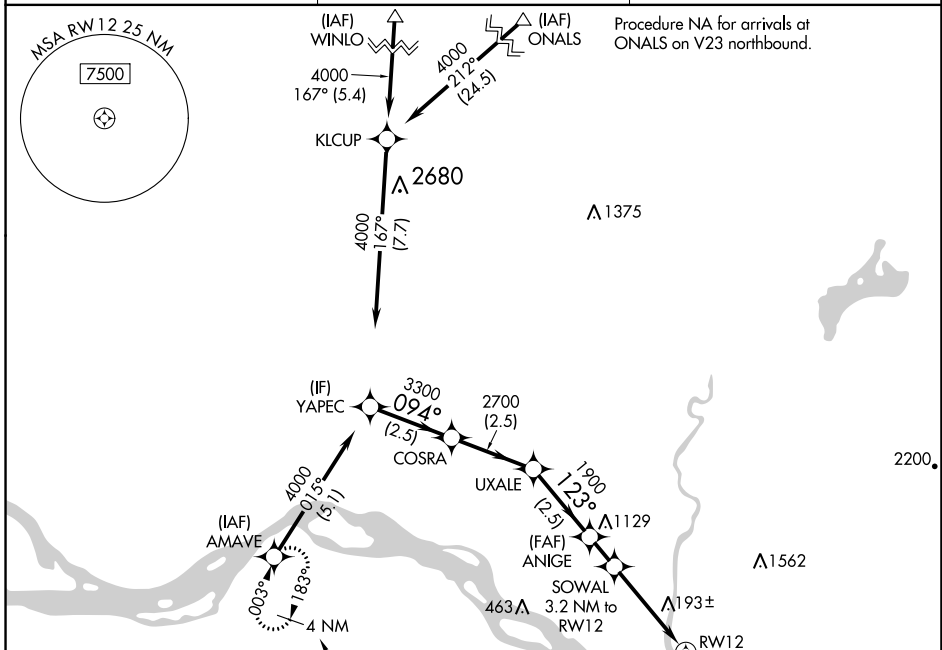 MSA RW12 25 NM
7500
(IAF)
WINLO
(IAF)
ONALS
Procedure NA for arrivals at
ONALS on V23 northbound.
4000
167° (5.4)
4000
212°
(24.5)
KLCUP
2680
1375
4000
167°
(7.7)
(IF)
YAPEC
3300
094°
(2.5)
COSRA
2700
(2.5)
UXALE
2200
1900
123°
(2.5)
1129
(FAF)
ANIGE
4000
015°
(5.1)
(IAF)
AMAVE
1562
SOWAL
3.2 NM to
RW12
003°
183°
4 NM
463
193±
RW12